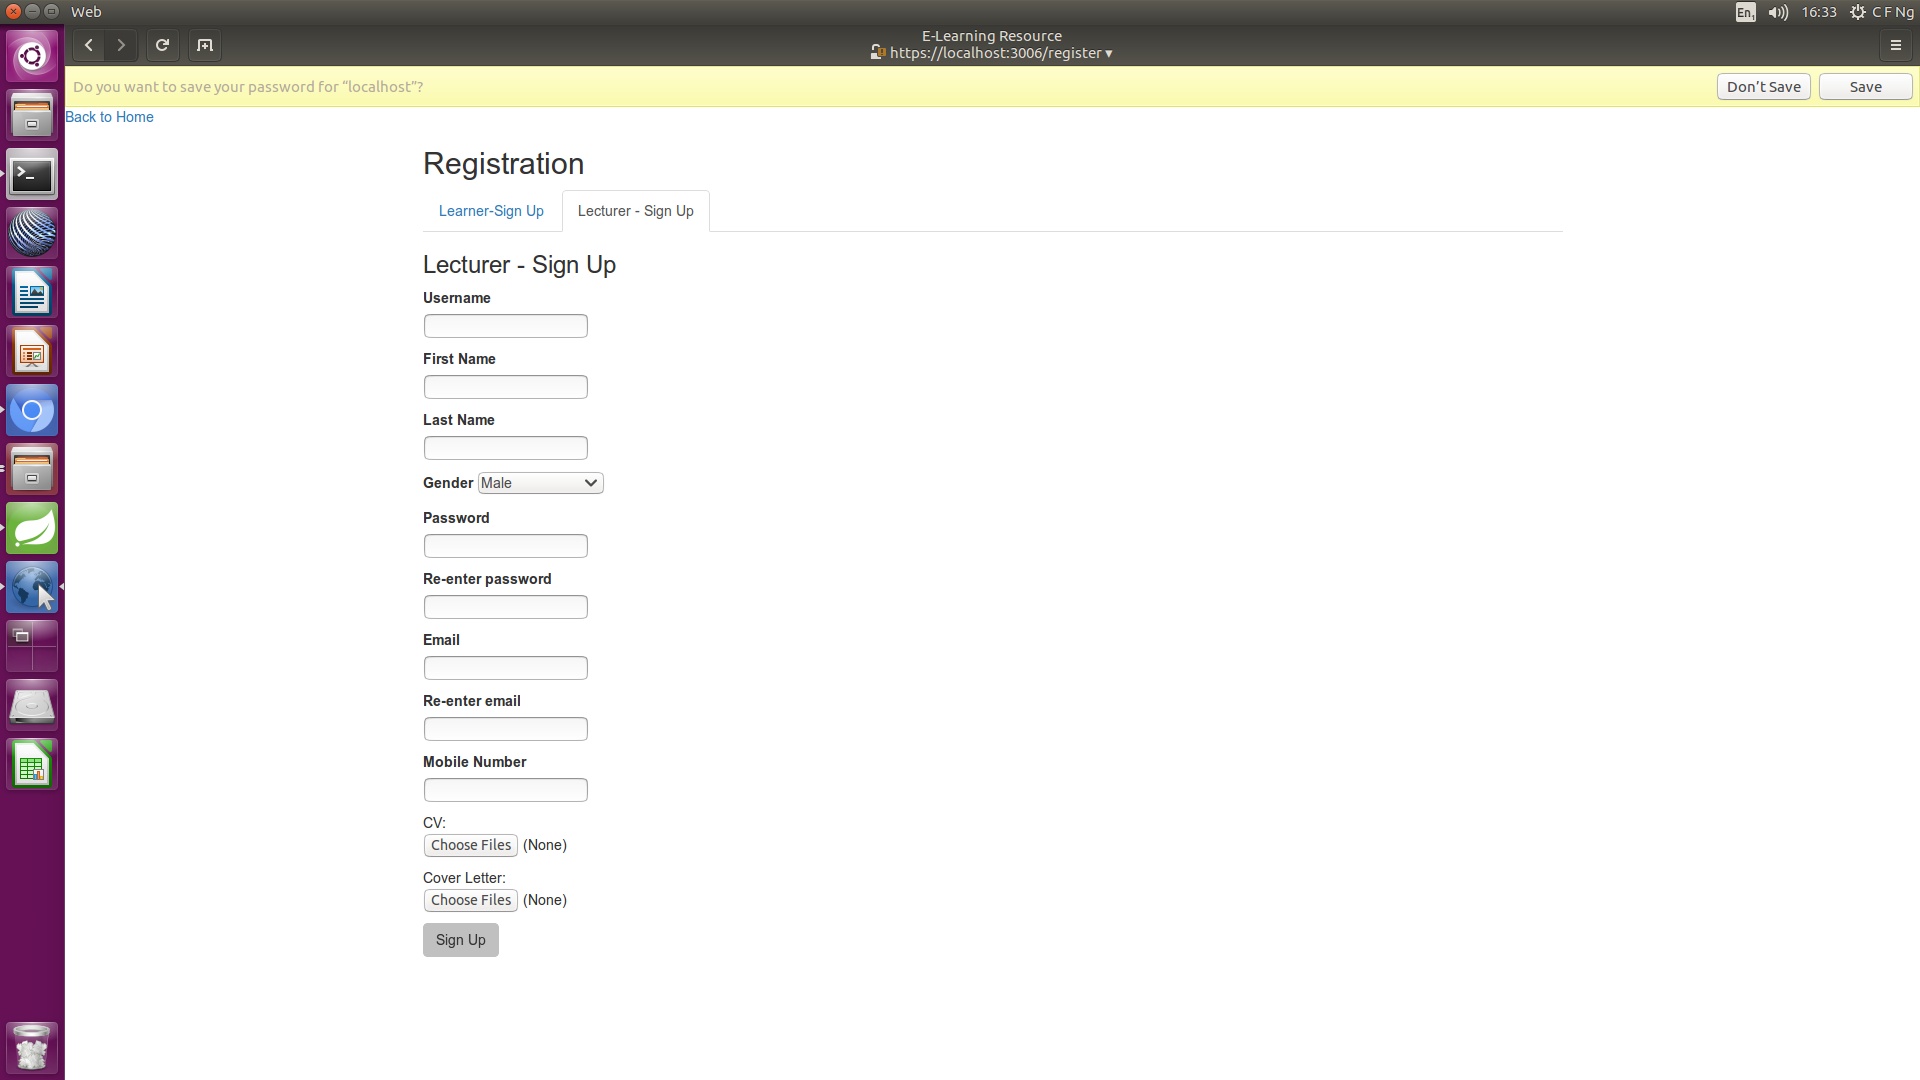 Web
En1 16:33 C F Ng
E-Learning Resource
https://localhost:3006/register ▾
Do you want to save your password for “localhost”?
Don’t Save Save
Back to Home
Registration
Learner-Sign Up Lecturer - Sign Up
Lecturer - Sign Up
Username
First Name
Last Name
Gender Male
Password
Re-enter password
Email
Re-enter email
Mobile Number
CV:
Choose Files (None)
Cover Letter:
Choose Files (None)
Sign Up